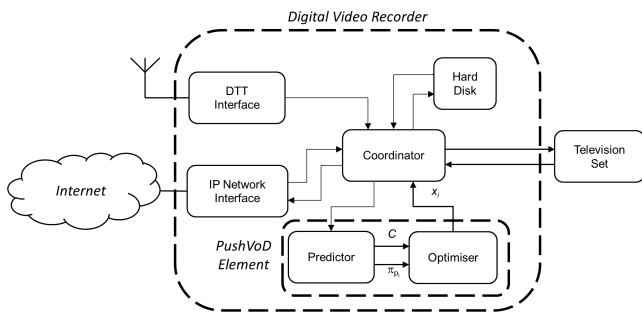 Digital Video Recorder
DTT
Interface
Hard
Disk
Coordinator
Television
Set
Internet
IP Network
Interface
x_i
PushVoD
Element
Predictor
C
π_{p_i}
Optimiser